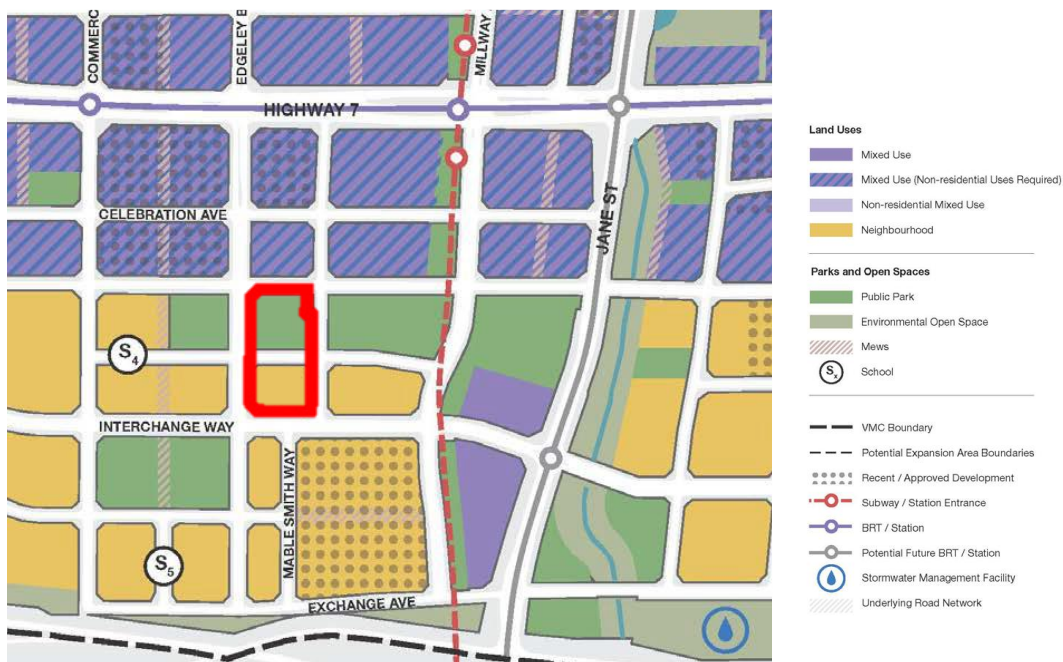 COMMERC
EDGELEY B
MILLWAY
HIGHWAY 7
JANE ST
CELEBRATION AVE
S4
INTERCHANGE WAY
MABLE SMITH WAY
S5
EXCHANGE AVE
Land Uses
Mixed Use
Mixed Use (Non-residential Uses Required)
Non-residential Mixed Use
Neighbourhood
Parks and Open Spaces
Public Park
Environmental Open Space
Mews
Sx
School
VMC Boundary
Potential Expansion Area Boundaries
Recent / Approved Development
Subway / Station Entrance
BRT / Station
Potential Future BRT / Station
Stormwater Management Facility
Underlying Road Network